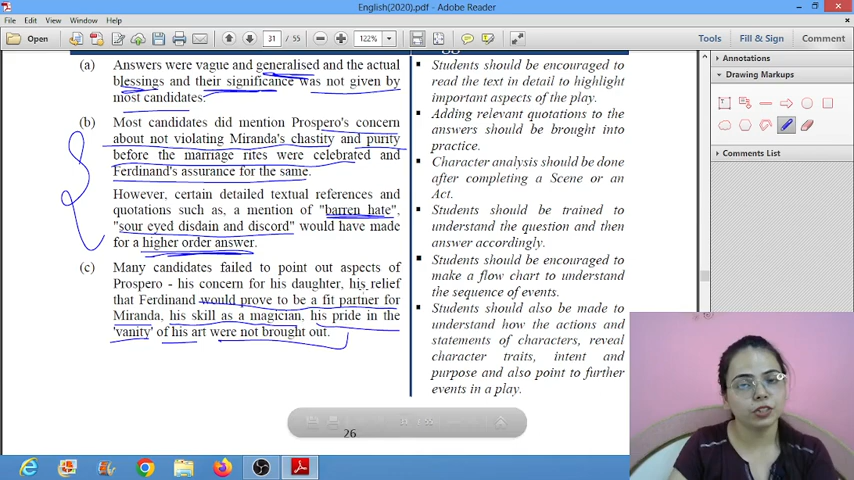 English(2020).pdf - Adobe Reader
File Edit View Window Help
Open 31 / 55 122% Tools Fill & Sign Comment
(a) Answers were vague and generalised and the actual
blessings and their significance was not given by
most candidates.
(b) Most candidates did mention Prospero's concern
about not violating Miranda's chastity and purity
before the marriage rites were celebrated and
Ferdinand's assurance for the same.
However, certain detailed textual references and
quotations such as, a mention of "barren hate",
"sour eyed disdain and discord" would have made
for a higher order answer.
(c) Many candidates failed to point out aspects of
Prospero - his concern for his daughter, his relief
that Ferdinand would prove to be a fit partner for
Miranda, his skill as a magician, his pride in the
'vanity' of his art were not brought out.
▪ Students should be encouraged to
read the text in detail to highlight
important aspects of the play.
▪ Adding relevant quotations to the
answers should be brought into
practice.
▪ Character analysis should be done
after completing a Scene or an
Act.
▪ Students should be trained to
understand the question and then
answer accordingly.
▪ Students should be encouraged to
make a flow chart to understand
the sequence of events.
▪ Students should also be made to
understand how the actions and
statements of characters, reveal
character traits, intent and
purpose and also point to further
events in a play.
26
Annotations
Drawing Markups
Comments List